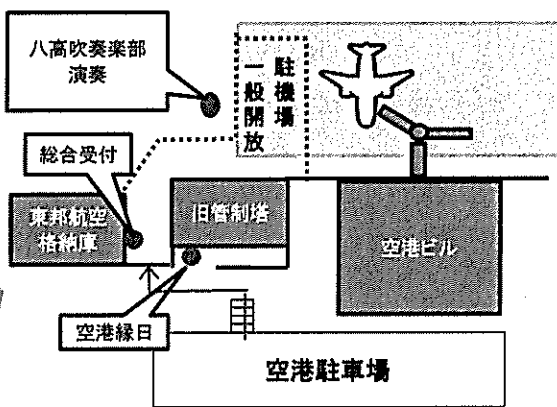 八高吹奏楽部
演奏
駐機場
一般開放
総合受付
東邦航空
格納庫
旧管制塔
空港ビル
空港縁日
空港駐車場